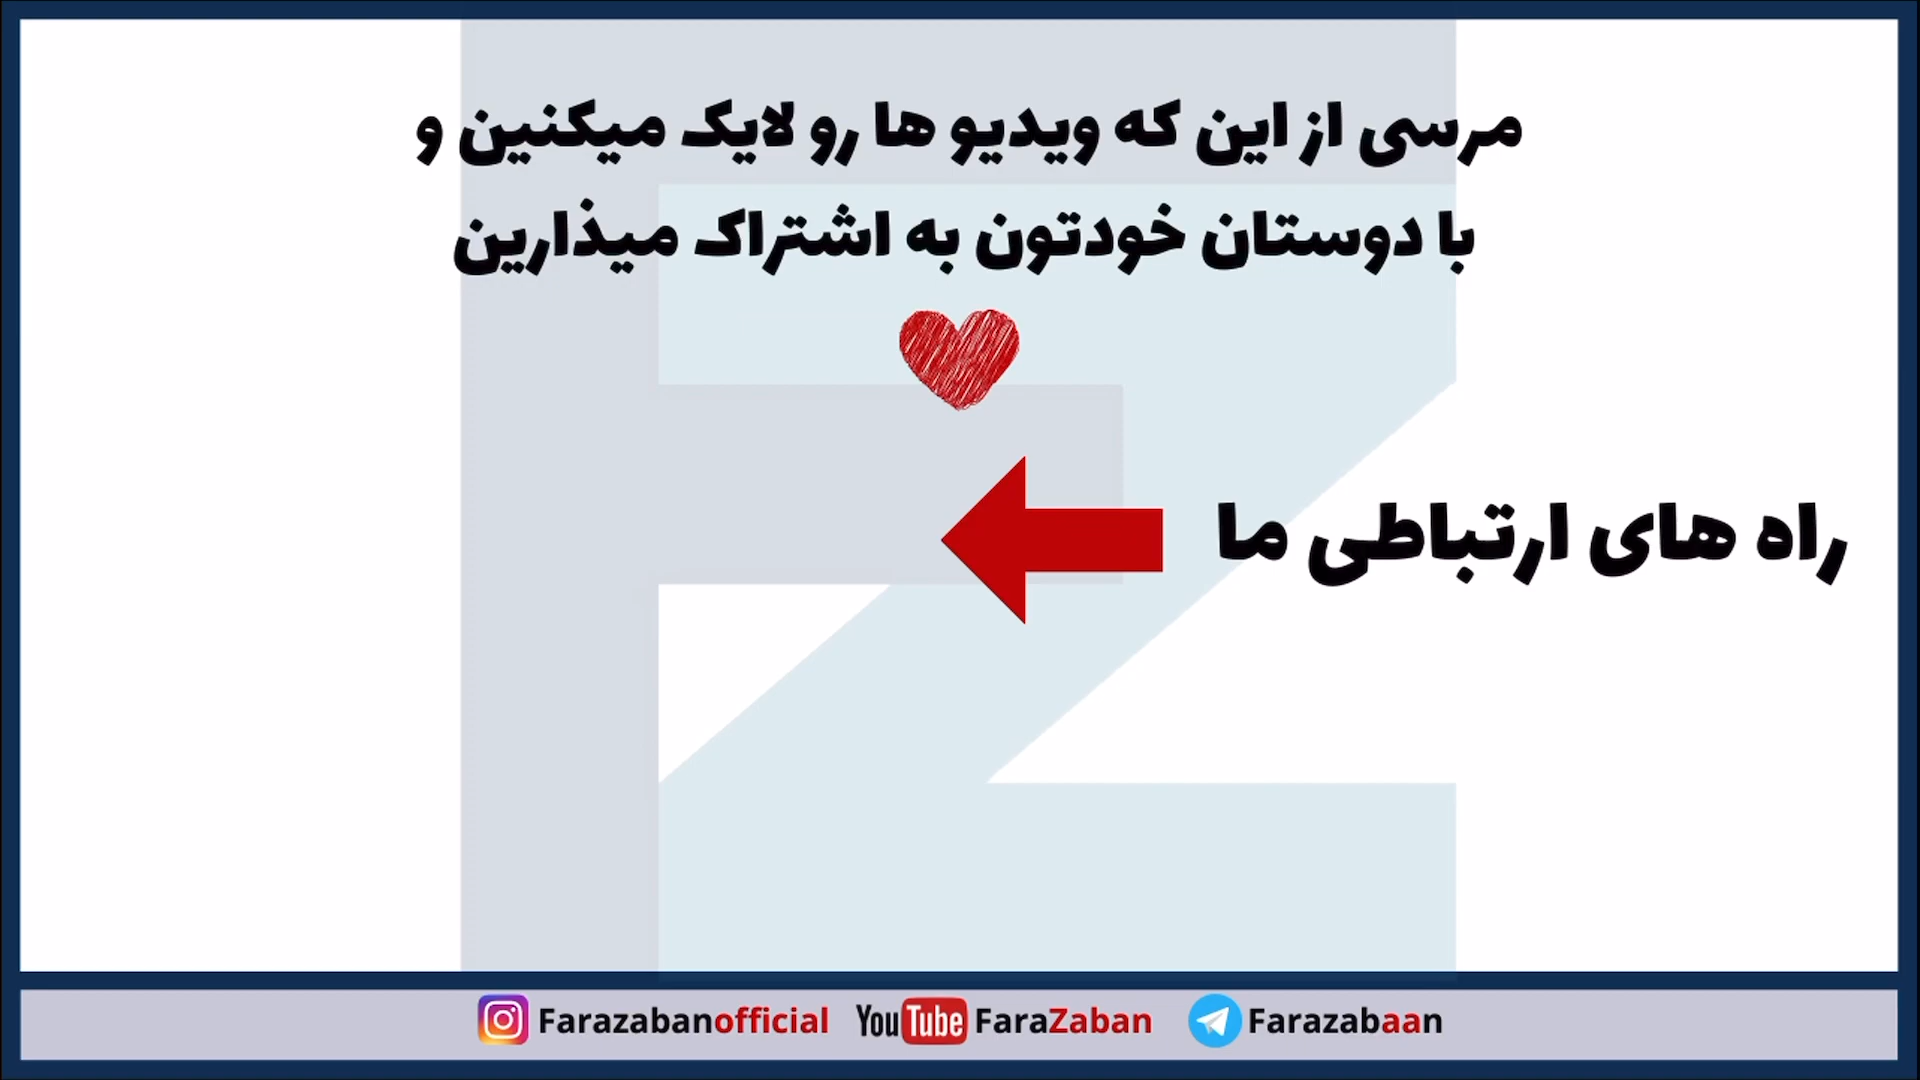 مرسی از این که ویدیو ها رو لایک میکنین و
با دوستان خودتون به اشتراک میذارین
راه های ارتباطی ما
Farazabanofficial YouTube FaraZaban Farazabaan